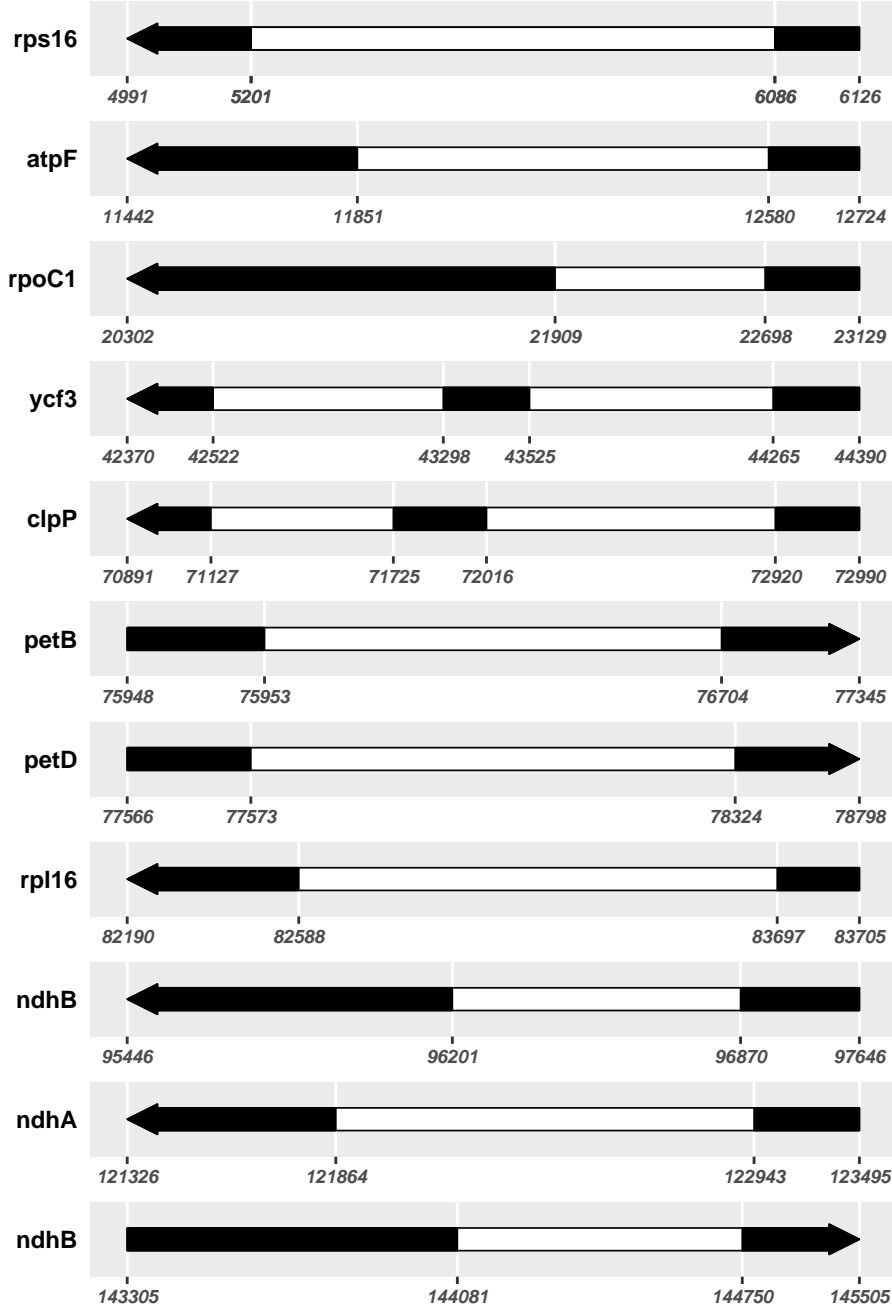 rps16
4991 5201 6086 6126
atpF
11442 11851 12580 12724
rpoC1
20302 21909 22698 23129
ycf3
42370 42522 43298 43525 44265 44390
clpP
70891 71127 71725 72016 72920 72990
petB
75948 75953 76704 77345
petD
77566 77573 78324 78798
rpl16
82190 82588 83697 83705
ndhB
95446 96201 96870 97646
ndhA
121326 121864 122943 123495
ndhB
143305 144081 144750 145505